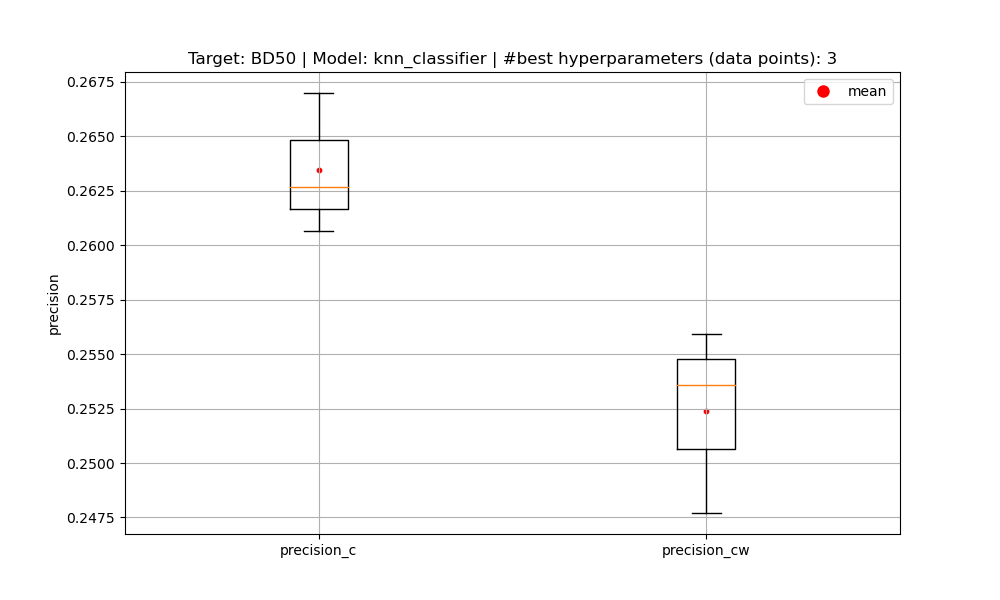 Target: BD50 | Model: knn_classifier | #best hyperparameters (data points): 3
mean
precision
0.2675
0.2650
0.2625
0.2600
0.2575
0.2550
0.2525
0.2500
0.2475
precision_c
precision_cw